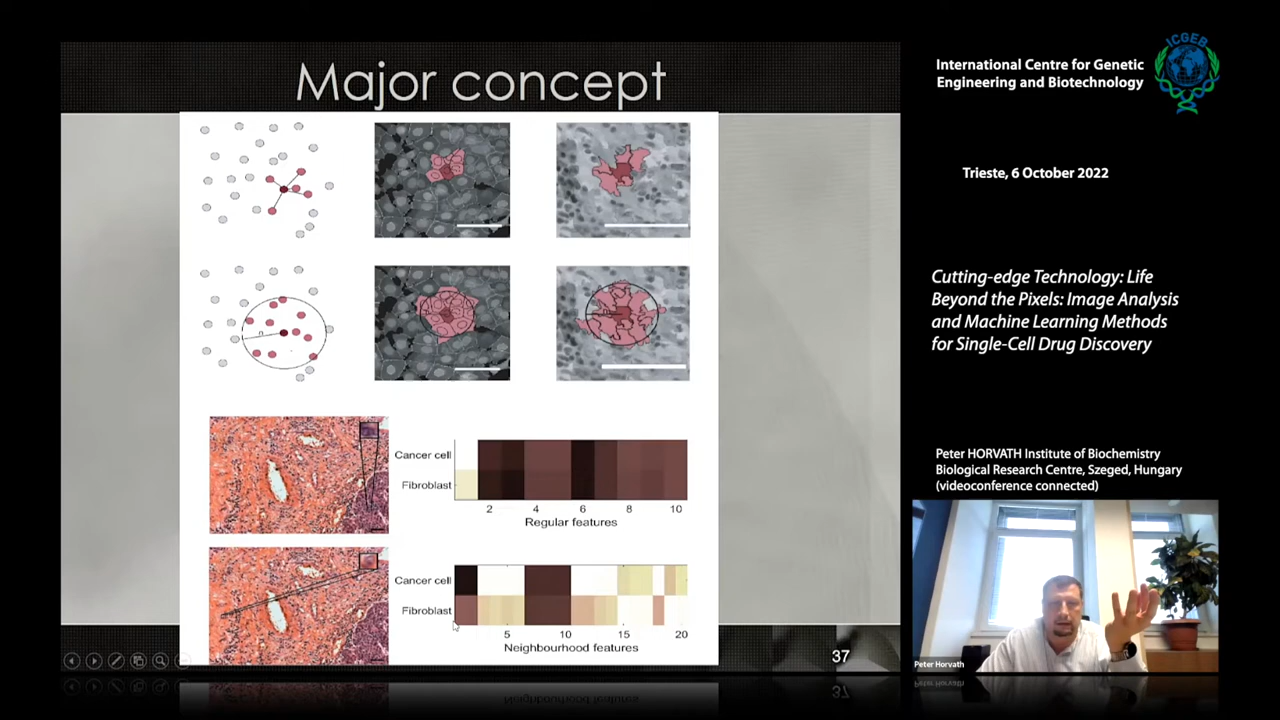 Major concept
Cancer cell
Fibroblast
2 4 6 8 10
Regular features
Cancer cell
Fibroblast
5 10 15 20
Neighbourhood features
37
ICGEB
International Centre for Genetic
Engineering and Biotechnology
Trieste, 6 October 2022
Cutting-edge Technology: Life
Beyond the Pixels: Image Analysis
and Machine Learning Methods
for Single-Cell Drug Discovery
Peter HORVATH Institute of Biochemistry
Biological Research Centre, Szeged, Hungary
(videoconference connected)
Peter Horvath